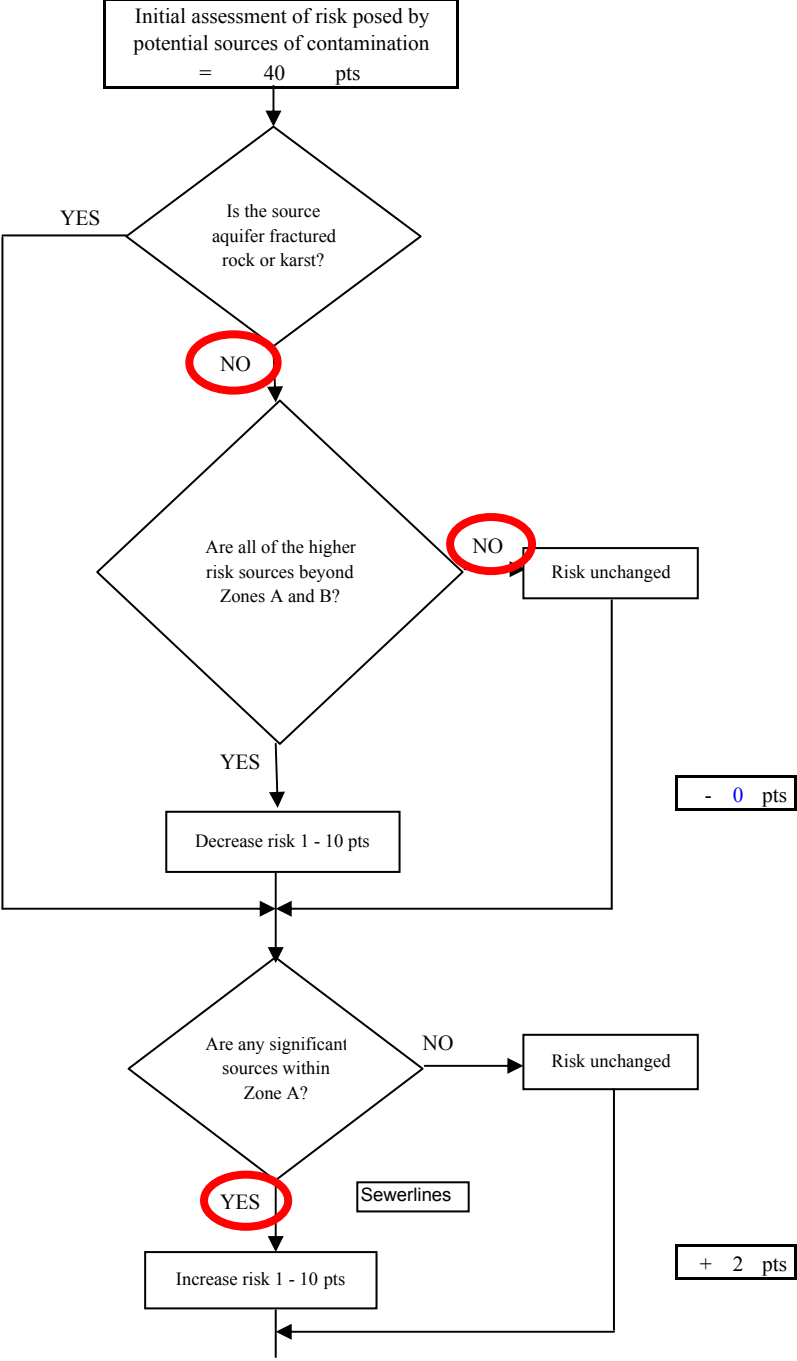 Initial assessment of risk posed by
potential sources of contamination
= 40 pts
YES
Is the source
aquifer fractured
rock or karst?
NO
Are all of the higher
risk sources beyond
Zones A and B?
NO
Risk unchanged
YES
- 0 pts
Decrease risk 1 - 10 pts
Are any significant
sources within
Zone A?
NO
Risk unchanged
YES
Sewerlines
Increase risk 1 - 10 pts
+ 2 pts